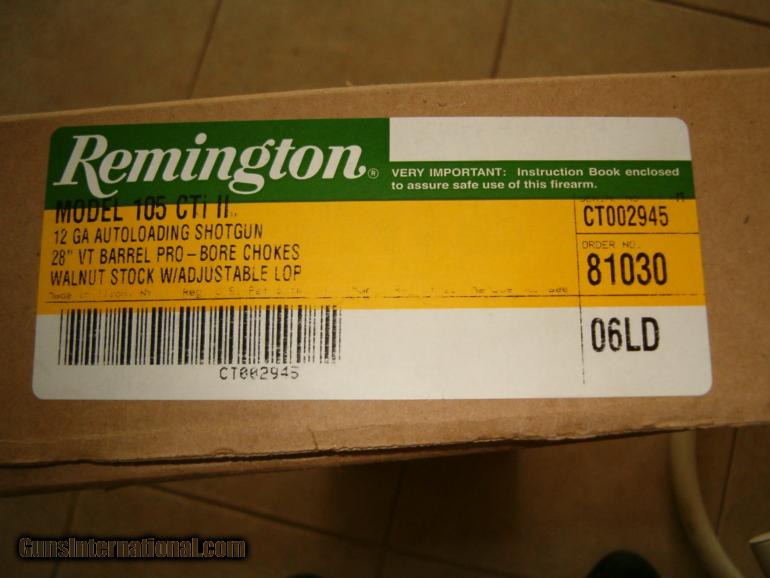 Remington®
VERY IMPORTANT: Instruction Book enclosed
to assure safe use of this firearm.
MODEL 105 CTi II
12 GA AUTOLOADING SHOTGUN
28" VT BARREL PRO-BORE CHOKES
WALNUT STOCK W/ADJUSTABLE LOP
CT002945
SERIAL NO. M
CT002945
ORDER NO.
81030
06LD
GunsInternational.com